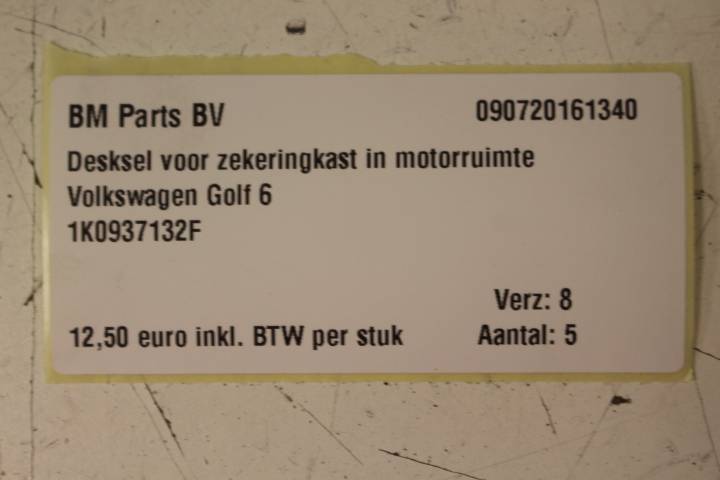 BM Parts BV 090720161340
Desksel voor zekeringkast in motorruimte
Volkswagen Golf 6
1K0937132F
Verz: 8
12,50 euro inkl. BTW per stuk Aantal: 5